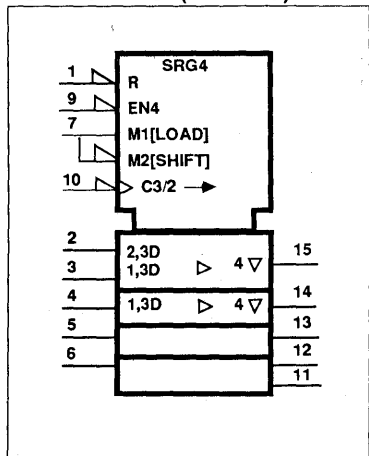 SRG4
1 R
9 EN4
7 M1[LOAD]
M2[SHIFT]
10 C3/2
2 2,3D 15
3 1,3D 4
4 1,3D 4 14
5 13
6 12
11